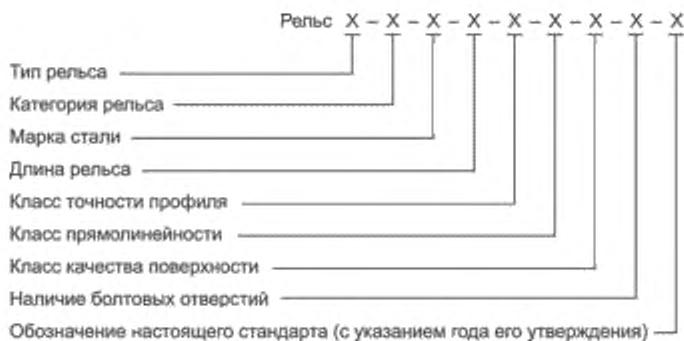 Рельс X – X – X – X – X – X – X – X – X
Тип рельса
Категория рельса
Марка стали
Длина рельса
Класс точности профиля
Класс прямолинейности
Класс качества поверхности
Наличие болтовых отверстий
Обозначение настоящего стандарта (с указанием года его утверждения)